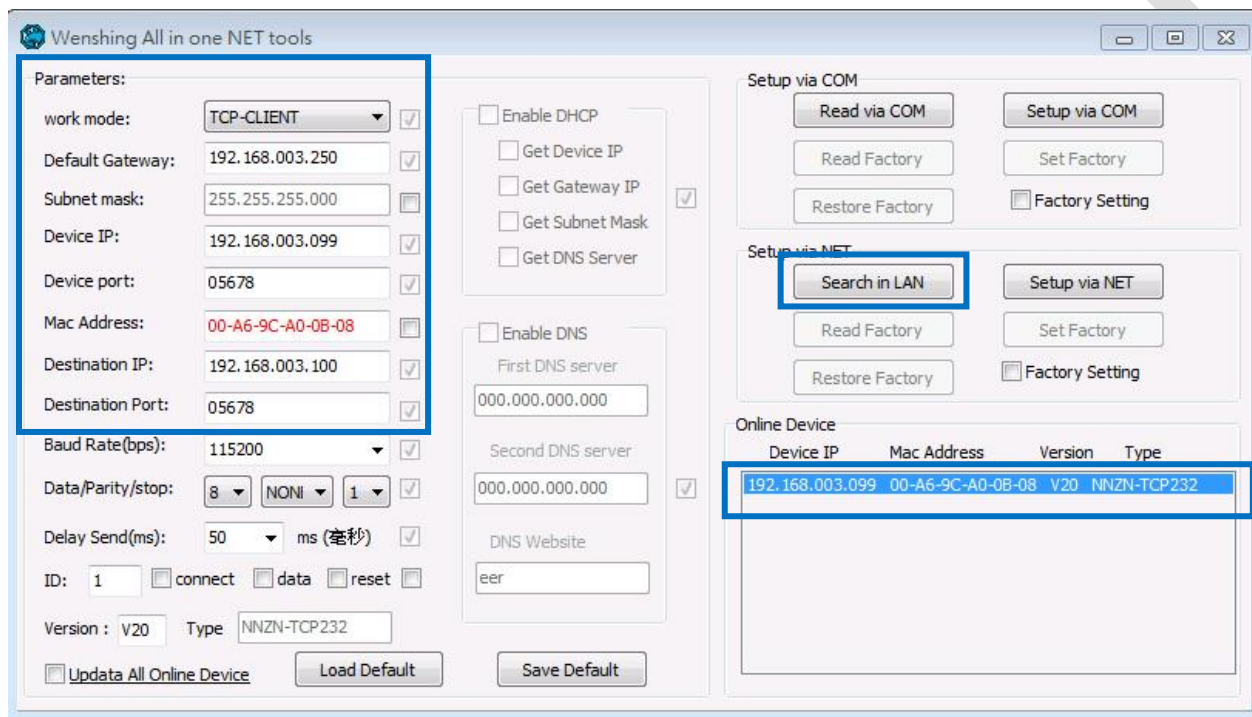 Wenshing All in one NET tools
Parameters:
work mode: TCP-CLIENT
Default Gateway: 192.168.003.250
Subnet mask: 255.255.255.000
Device IP: 192.168.003.099
Device port: 05678
Mac Address: 00-A6-9C-A0-0B-08
Destination IP: 192.168.003.100
Destination Port: 05678
Baud Rate(bps): 115200
Data/Parity/stop: 8 NONI 1
Delay Send(ms): 50 ms (毫秒)
ID: 1 connect data reset
Version : V20 Type NNZN-TCP232
Updata All Online Device Load Default Save Default
Enable DHCP
Get Device IP
Get Gateway IP
Get Subnet Mask
Get DNS Server
Enable DNS
First DNS server
000.000.000.000
Second DNS server
000.000.000.000
DNS Website
eer
Setup via COM
Read via COM Setup via COM
Read Factory Set Factory
Restore Factory Factory Setting
Setup via NET
Search in LAN Setup via NET
Read Factory Set Factory
Restore Factory Factory Setting
Online Device
Device IP Mac Address Version Type
192.168.003.099 00-A6-9C-A0-0B-08 V20 NNZN-TCP232